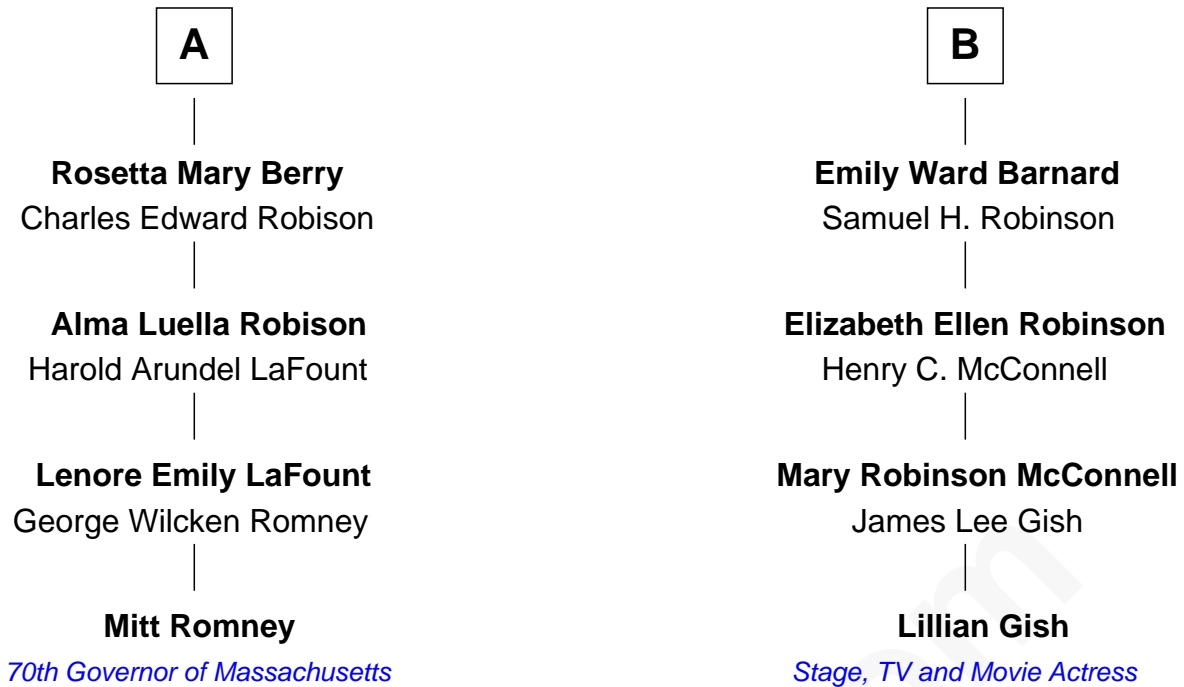 A
Rosetta Mary Berry
Charles Edward Robison
Alma Luella Robison
Harold Arundel LaFount
Lenore Emily LaFount
George Wilcken Romney
Mitt Romney
70th Governor of Massachusetts
B
Emily Ward Barnard
Samuel H. Robinson
Elizabeth Ellen Robinson
Henry C. McConnell
Mary Robinson McConnell
James Lee Gish
Lillian Gish
Stage, TV and Movie Actress